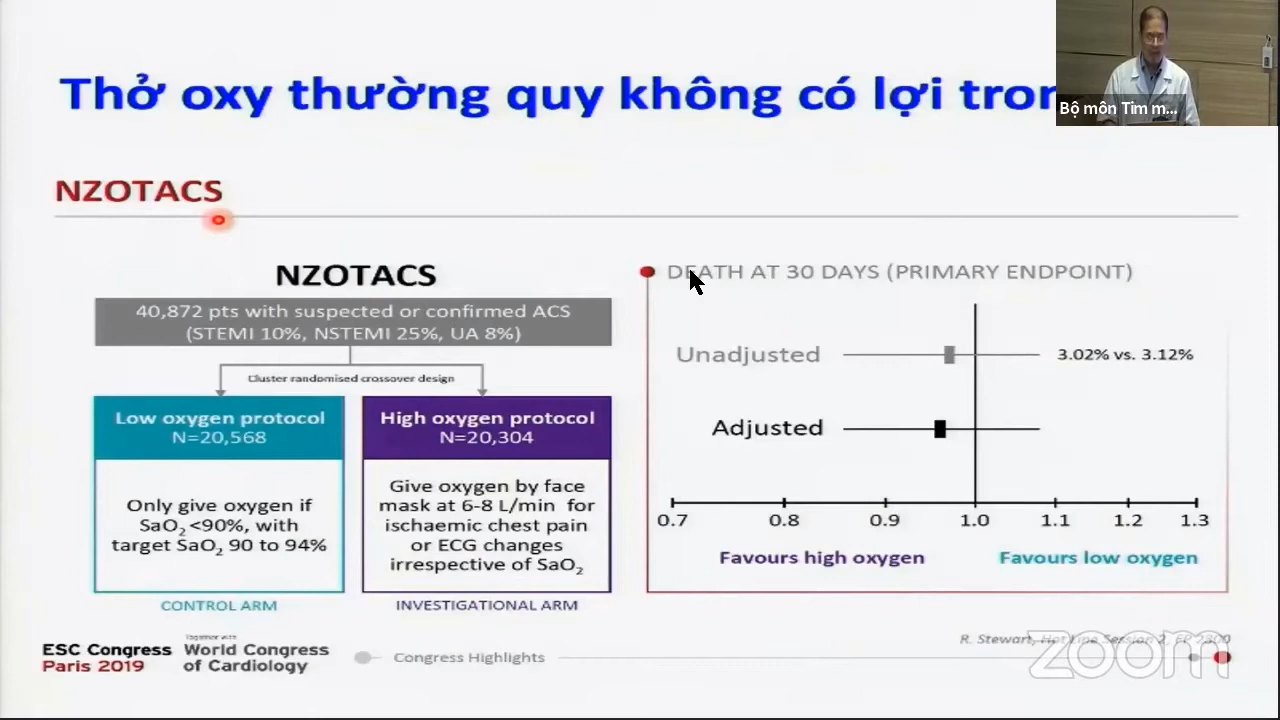 Thở oxy thường quy không có lợi tron
Bộ môn Tim m...
NZOTACS
NZOTACS
40,872 pts with suspected or confirmed ACS
(STEMI 10%, NSTEMI 25%, UA 8%)
Cluster randomised crossover design
Low oxygen protocol
N=20,568
Only give oxygen if
SaO2 <90%, with
target SaO2 90 to 94%
CONTROL ARM
High oxygen protocol
N=20,304
Give oxygen by face
mask at 6-8 L/min for
ischaemic chest pain
or ECG changes
irrespective of SaO2
INVESTIGATIONAL ARM
DEATH AT 30 DAYS (PRIMARY ENDPOINT)
Unadjusted
3.02% vs. 3.12%
Adjusted
0.7 0.8 0.9 1.0 1.1 1.2 1.3
Favours high oxygen
Favours low oxygen
R. Stewart, Hot Line Session 2, FP 2300
ESC Congress
Paris 2019
Together with
World Congress
of Cardiology
Congress Highlights
zoom